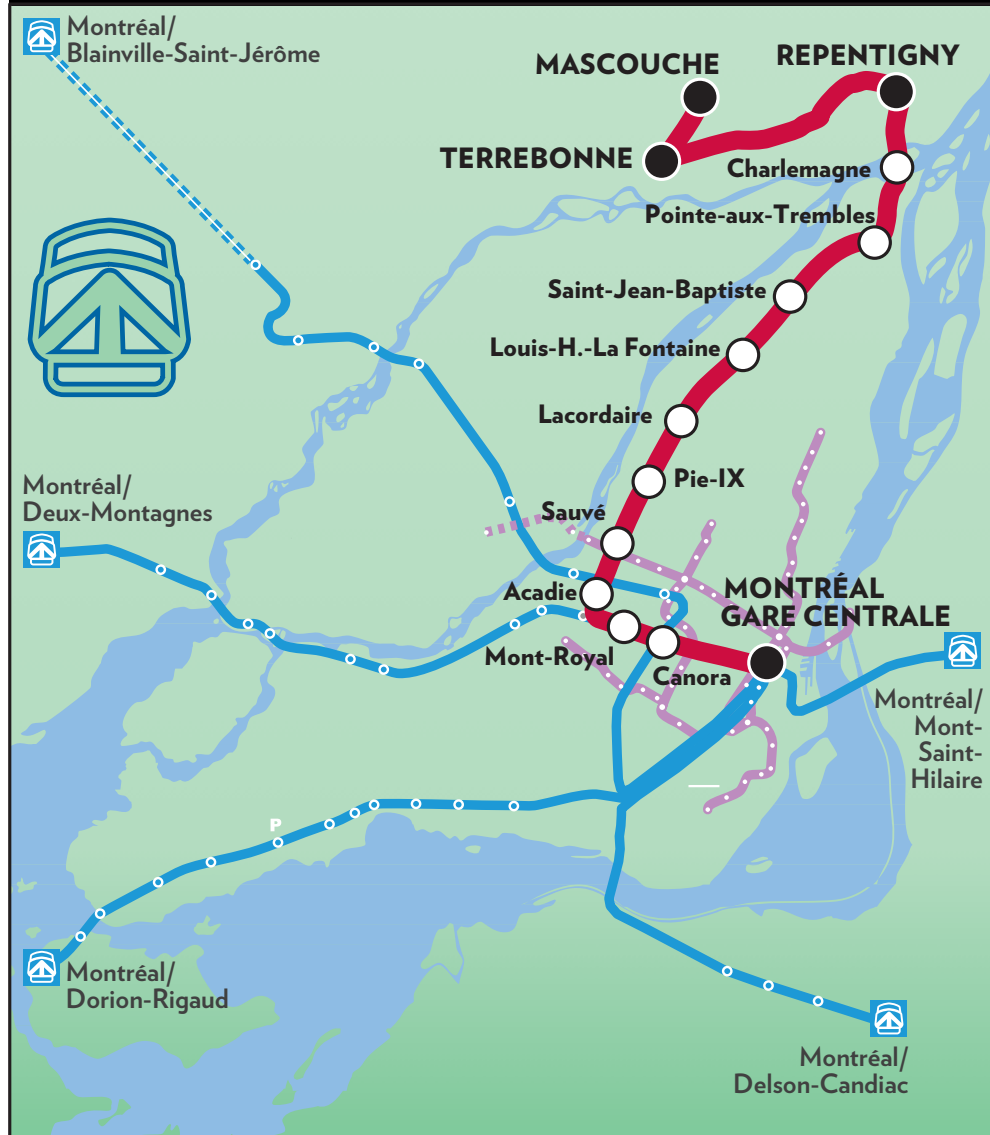 Montréal/
Blainville-Saint-Jérôme
MASCOUCHE
REPENTIGNY
TERREBONNE
Charlemagne
Pointe-aux-Trembles
Saint-Jean-Baptiste
Louis-H.-La Fontaine
Lacordaire
Pie-IX
Montréal/
Deux-Montagnes
Sauvé
Acadie
MONTRÉAL
GARE CENTRALE
Mont-Royal
Canora
Montréal/
Mont-
Saint-
Hilaire
P
Montréal/
Dorion-Rigaud
Montréal/
Delson-Candiac